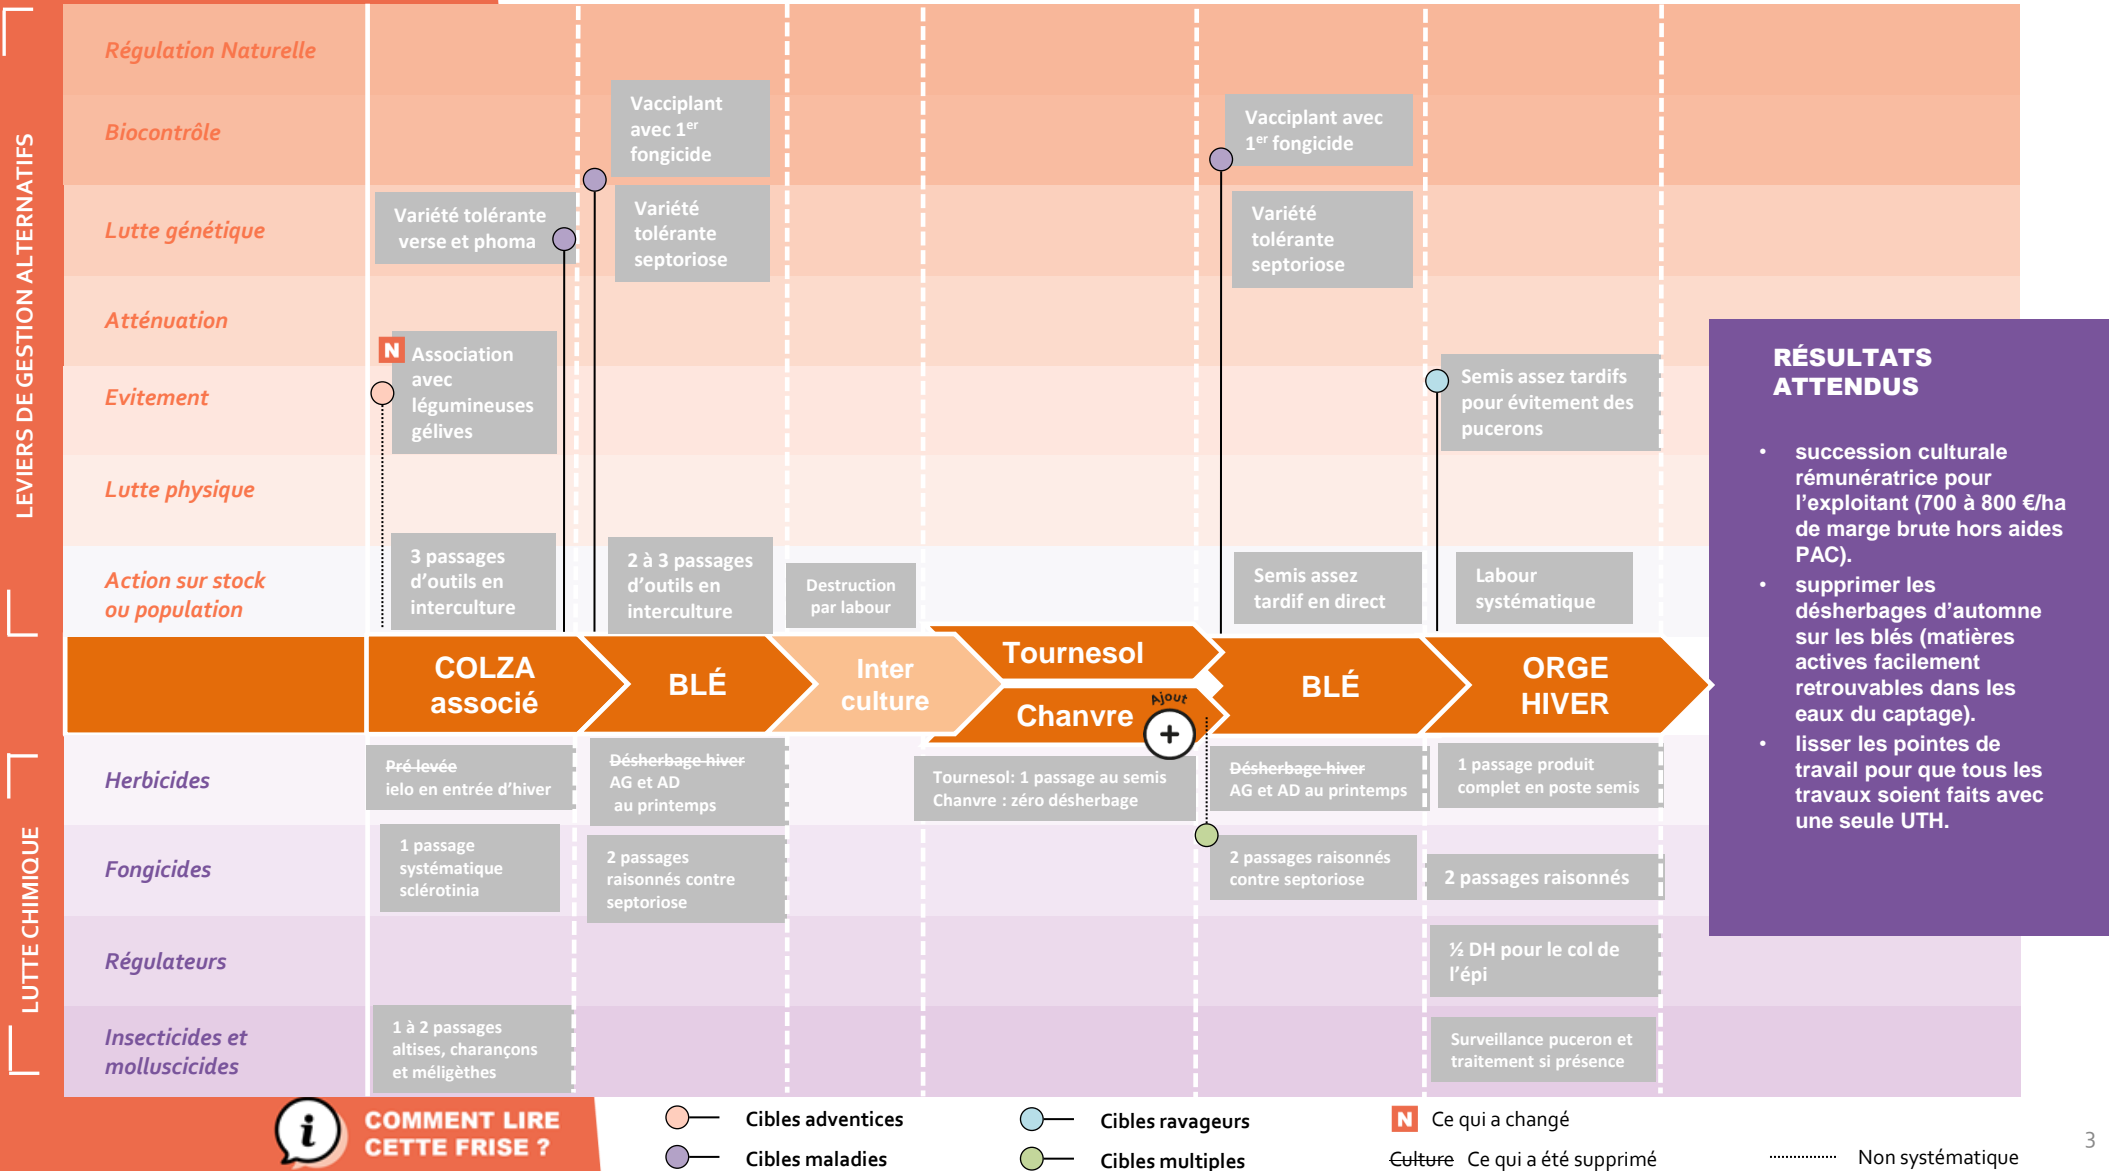 LEVIERS DE GESTION ALTERNATIFS
Régulation Naturelle
Biocontrôle
Vacciplant
avec 1er
fongicide
Vacciplant avec
1er fongicide
Lutte génétique
Variété tolérante
verse et phoma
Variété
tolérante
septoriose
Variété
tolérante
septoriose
Atténuation
Evitement
N
Association
avec
légumineuses
gélives
Semis assez tardifs
pour évitement des
pucerons
Lutte physique
Action sur stock
ou population
3 passages
d'outils en
interculture
2 à 3 passages
d'outils en
interculture
Destruction
par labour
Semis assez
tardif en direct
Labour
systématique
COLZA
associé
BLÉ
Inter
culture
Tournesol
Chanvre
Ajout
+
BLÉ
ORGE
HIVER
LUTTE CHIMIQUE
Herbicides
Pré levée
ielo en entrée d'hiver
Désherbage hiver
AG et AD
au printemps
Tournesol: 1 passage au semis
Chanvre : zéro désherbage
Désherbage hiver
AG et AD au printemps
1 passage produit
complet en poste semis
Fongicides
1 passage
systématique
sclérotinia
2 passages
raisonnés contre
septoriose
2 passages raisonnés
contre septoriose
2 passages raisonnés
Régulateurs
½ DH pour le col de
l'épi
Insecticides et
molluscicides
1 à 2 passages
altises, charançons
et méligèthes
Surveillance puceron et
traitement si présence
RÉSULTATS
ATTENDUS
• succession culturale
rémunératrice pour
l'exploitant (700 à 800 €/ha
de marge brute hors aides
PAC).
• supprimer les
désherbages d'automne
sur les blés (matières
actives facilement
retrouvables dans les
eaux du captage).
• lisser les pointes de
travail pour que tous les
travaux soient faits avec
une seule UTH.
i
COMMENT LIRE
CETTE FRISE ?
Cibles adventices
Cibles maladies
Cibles ravageurs
Cibles multiples
N Ce qui a changé
Culture Ce qui a été supprimé
Non systématique
3